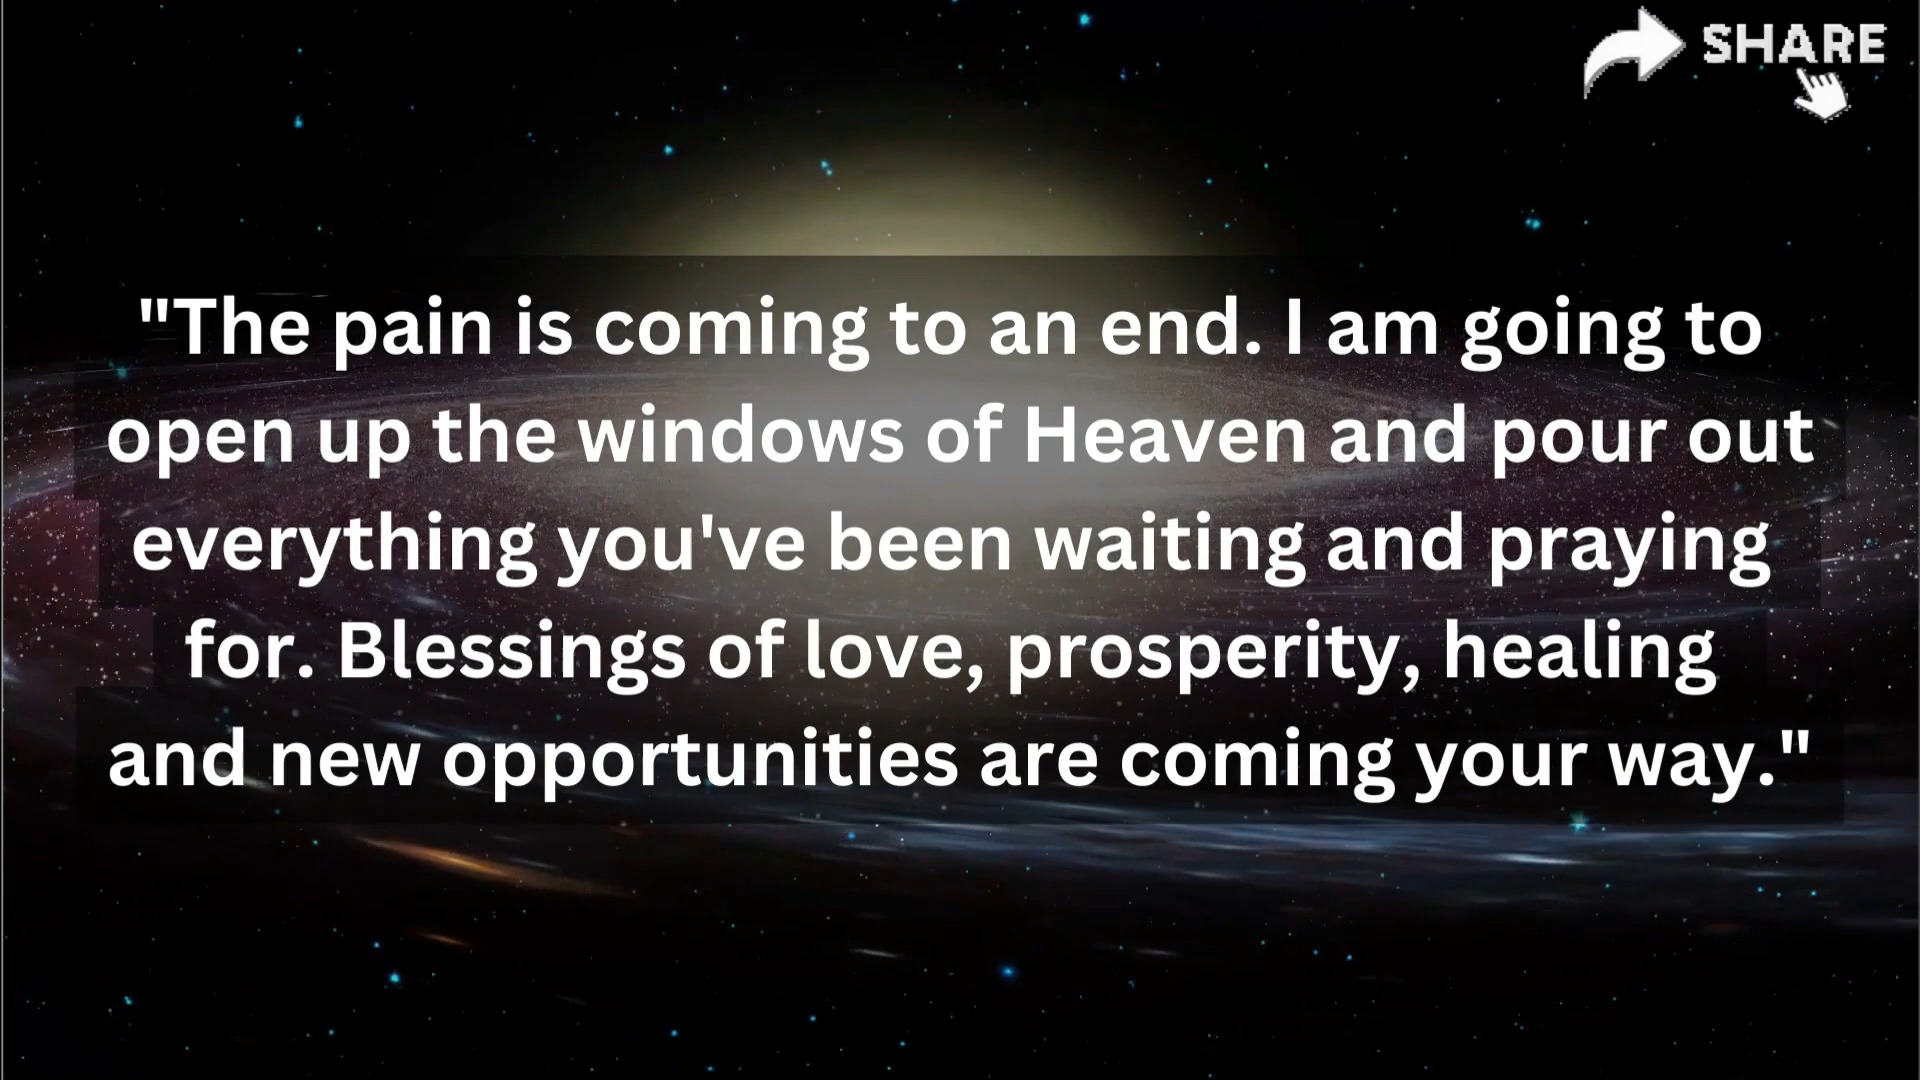 SHARE
"The pain is coming to an end. I am going to
open up the windows of Heaven and pour out
everything you've been waiting and praying
for. Blessings of love, prosperity, healing
and new opportunities are coming your way."